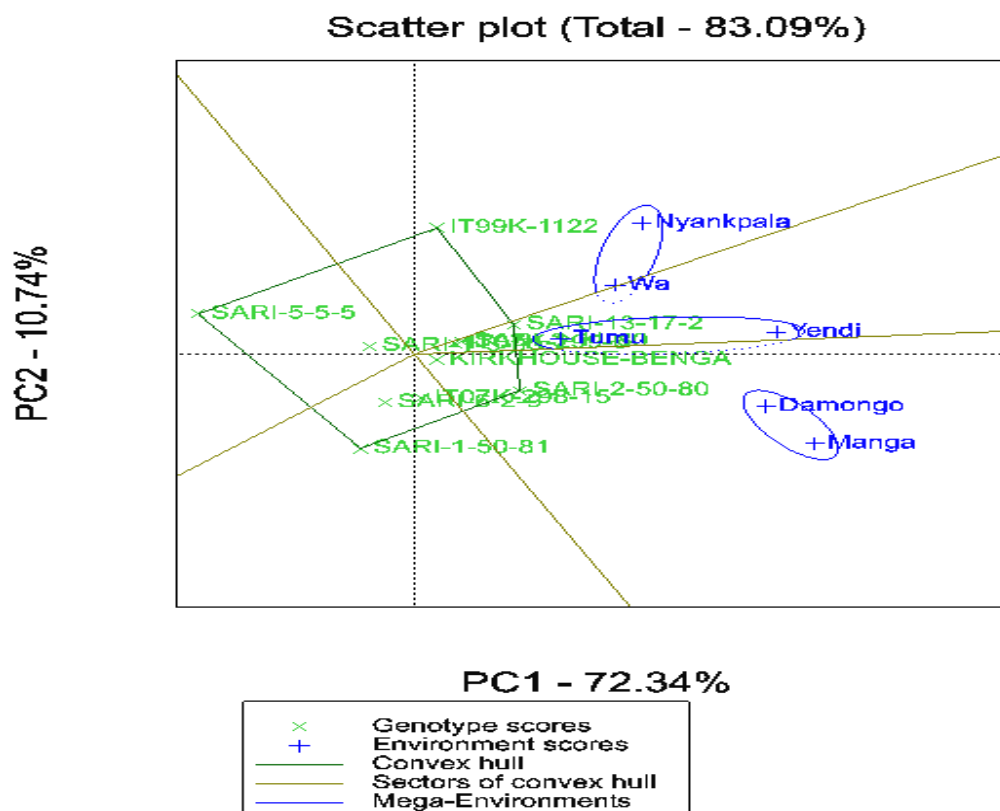 Scatter plot (Total - 83.09%)
Nyankpala
IT99K-1122
Wa
SARI-5-5-5
SARI-13-17-2
Tumu
Yendi
KIRKHOUSE-BENGA
SARI-2-50-80
Damongo
SARI-1-50-81
Manga
PC2 - 10.74%
PC1 - 72.34%
Genotype scores
Environment scores
Convex hull
Sectors of convex hull
Mega-Environments